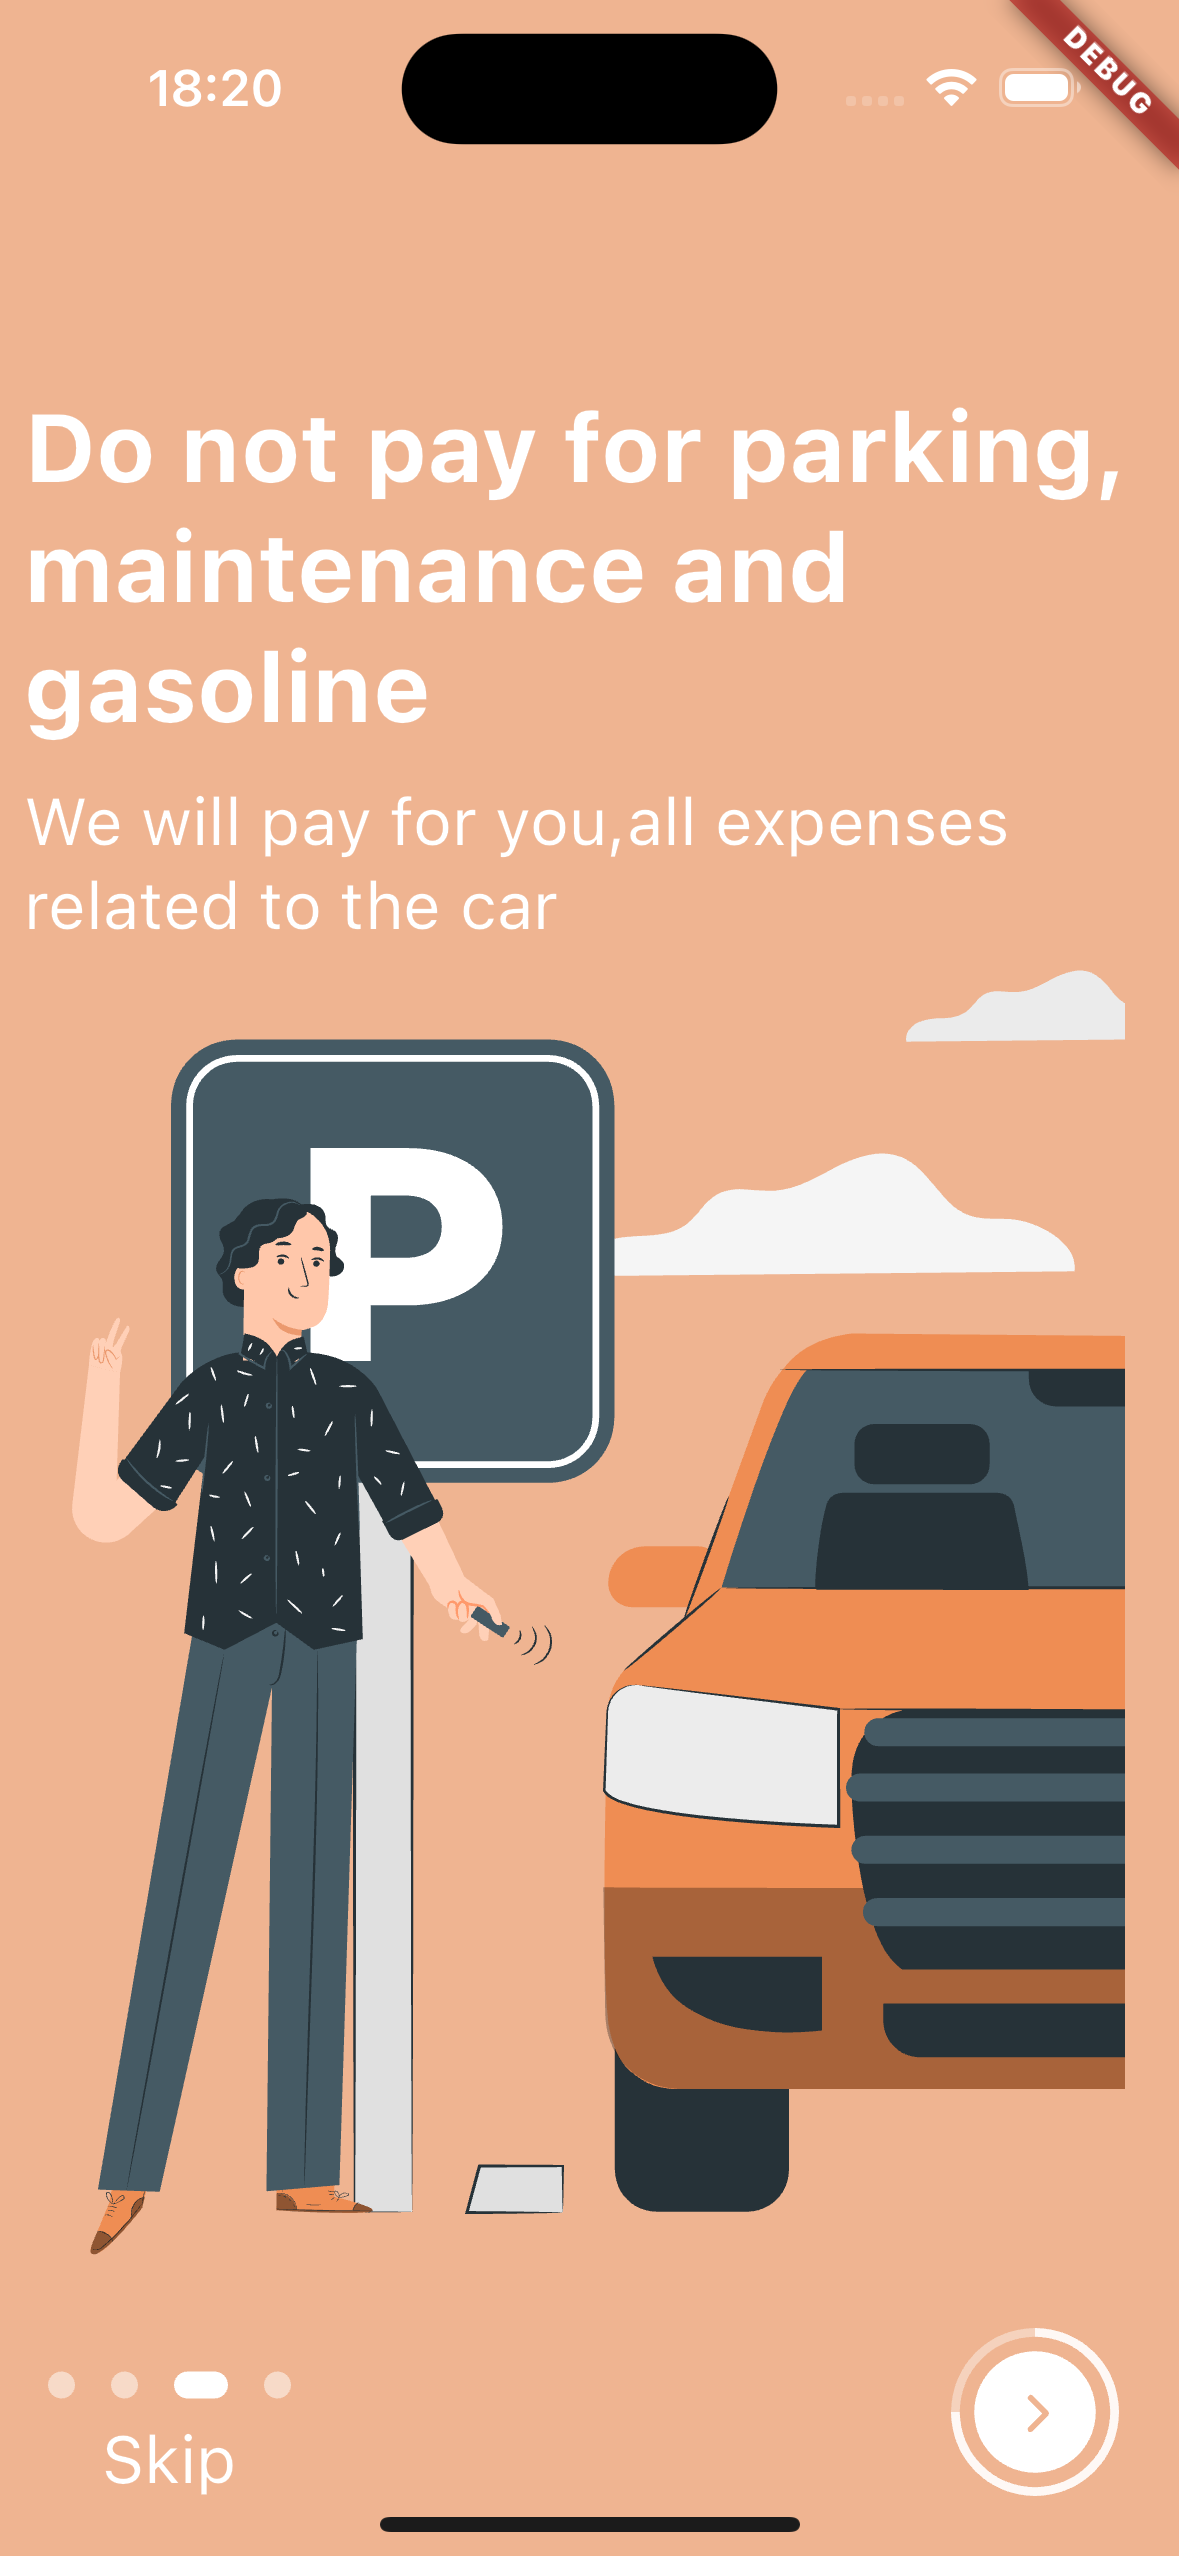 18:20
DEBUG
Do not pay for parking,
maintenance and
gasoline
We will pay for you,all expenses
related to the car
P
Skip